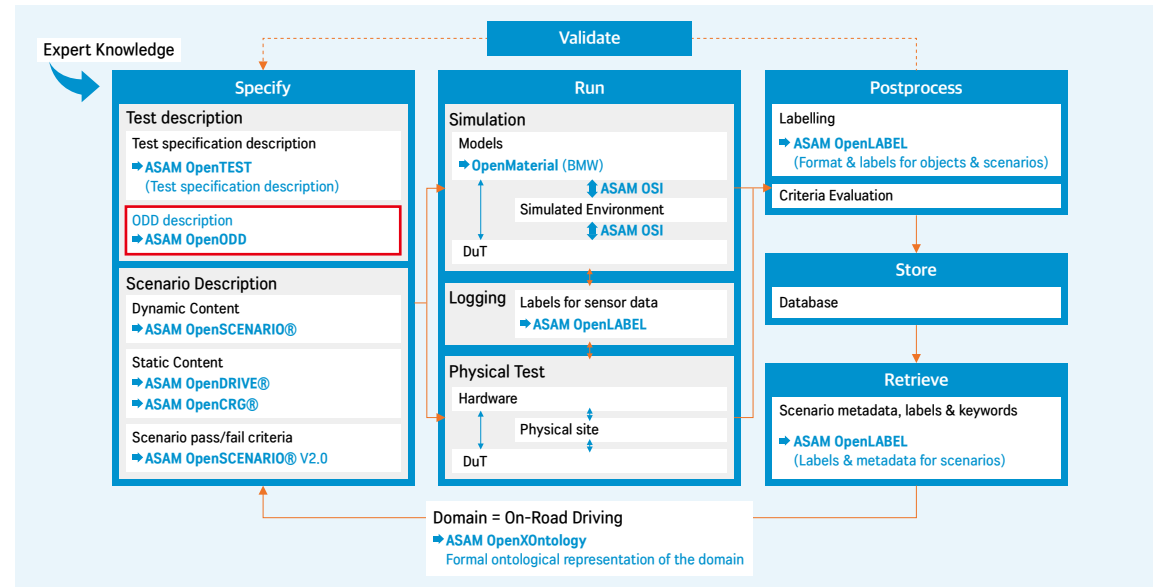 Validate
Expert Knowledge
Specify
Test description
Test specification description
ASAM OpenTEST
(Test specification description)
ODD description
ASAM OpenODD
Scenario Description
Dynamic Content
ASAM OpenSCENARIO®
Static Content
ASAM OpenDRIVE®
ASAM OpenCRG®
Scenario pass/fail criteria
ASAM OpenSCENARIO® V2.0
Run
Simulation
Models
OpenMaterial (BMW)
ASAM OSI
Simulated Environment
ASAM OSI
DuT
Logging
Labels for sensor data
ASAM OpenLABEL
Physical Test
Hardware
Physical site
DuT
Postprocess
Labelling
ASAM OpenLABEL
(Format & labels for objects & scenarios)
Criteria Evaluation
Store
Database
Retrieve
Scenario metadata, labels & keywords
ASAM OpenLABEL
(Labels & metadata for scenarios)
Domain = On-Road Driving
ASAM OpenXOntology
Formal ontological representation of the domain